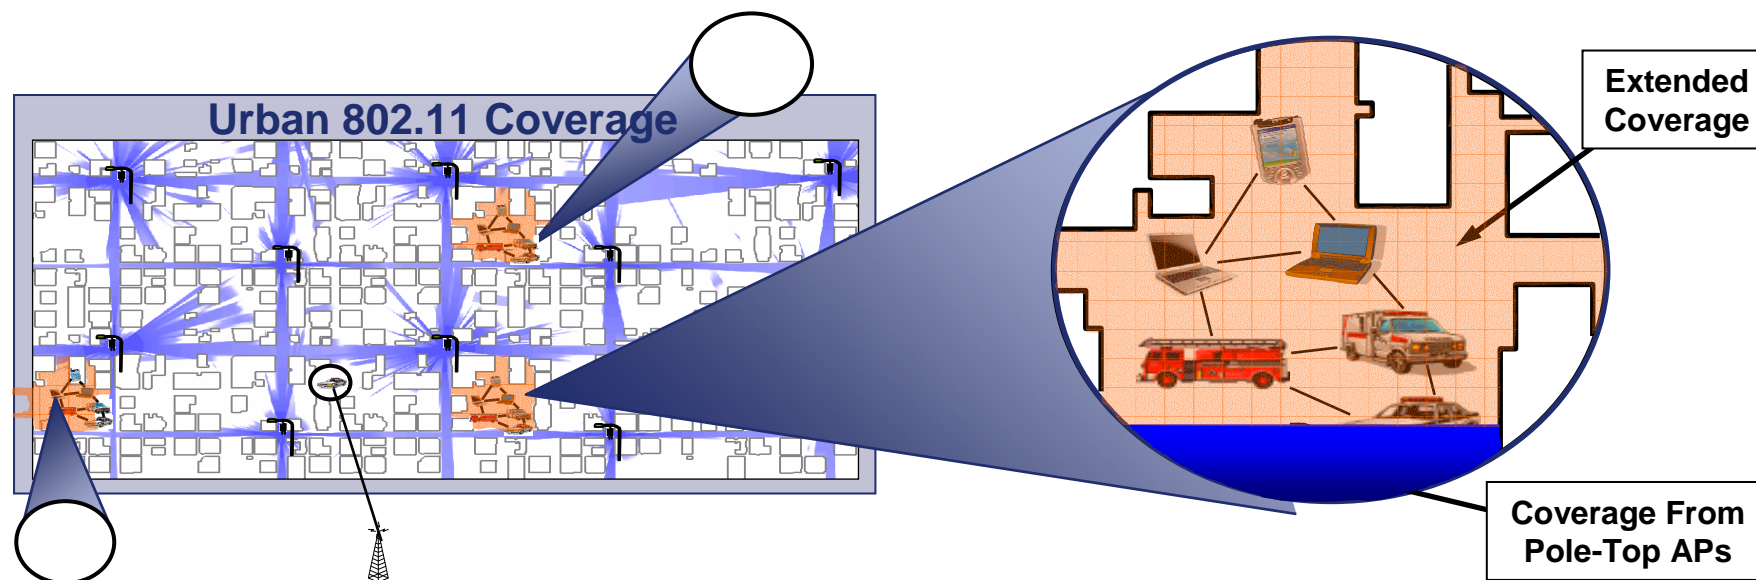 Urban 802.11 Coverage
Extended
Coverage
Coverage From
Pole-Top APs